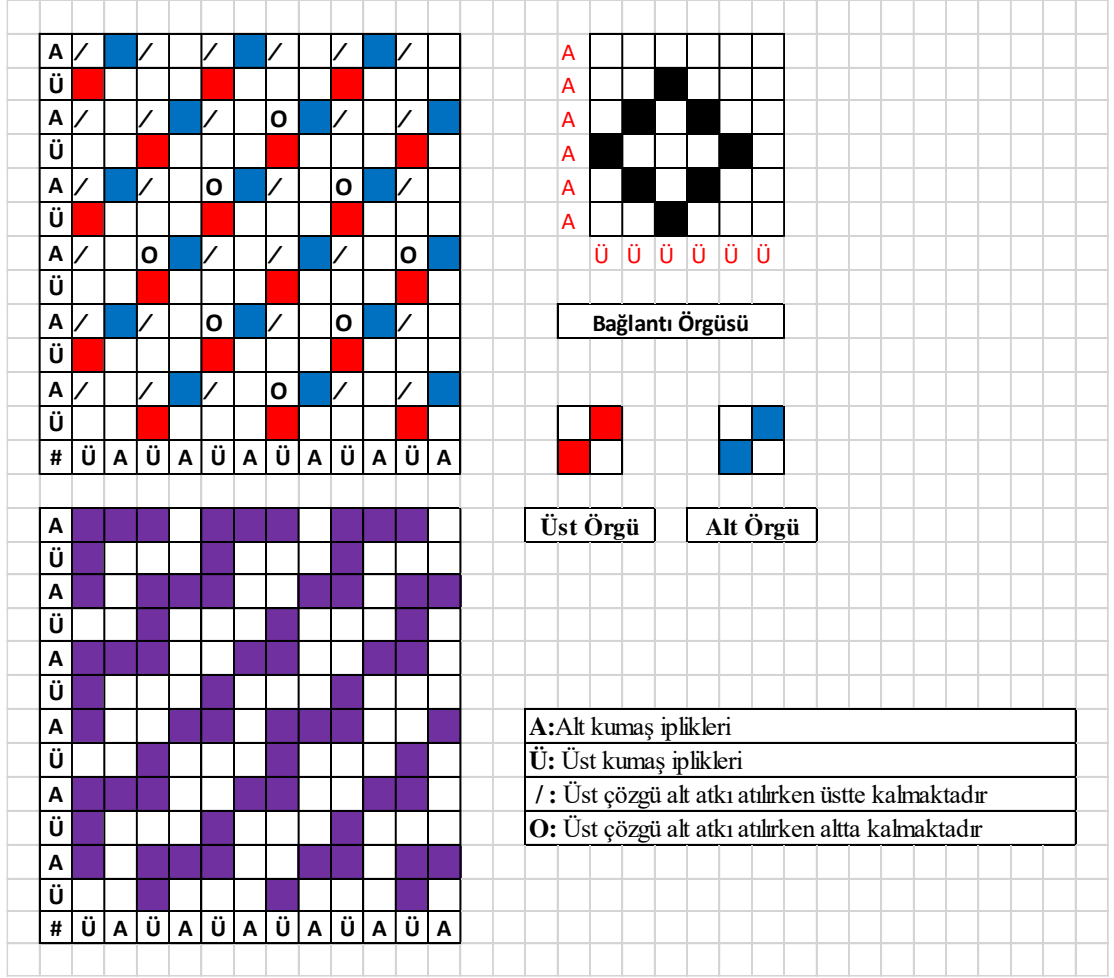 A / / / / / /
Ü
A / / / O / /
Ü
A / / O / O /
Ü
A / O / / / O
Ü
A / / O / O /
Ü
A / / / O / /
Ü
# Ü A Ü A Ü A Ü A Ü A Ü A
A
A
A
A
A
A
Ü Ü Ü Ü Ü Ü
Bağlantı Örgüsü
Üst Örgü Alt Örgü
A
Ü
A
Ü
A
Ü
A
Ü
A
Ü
A
Ü
# Ü A Ü A Ü A Ü A Ü A Ü A
A:Alt kumaş iplikleri
Ü: Üst kumaş iplikleri
/ : Üst çözgü alt atkı atılırken üstte kalmaktadır
O: Üst çözgü alt atkı atılırken altta kalmaktadır